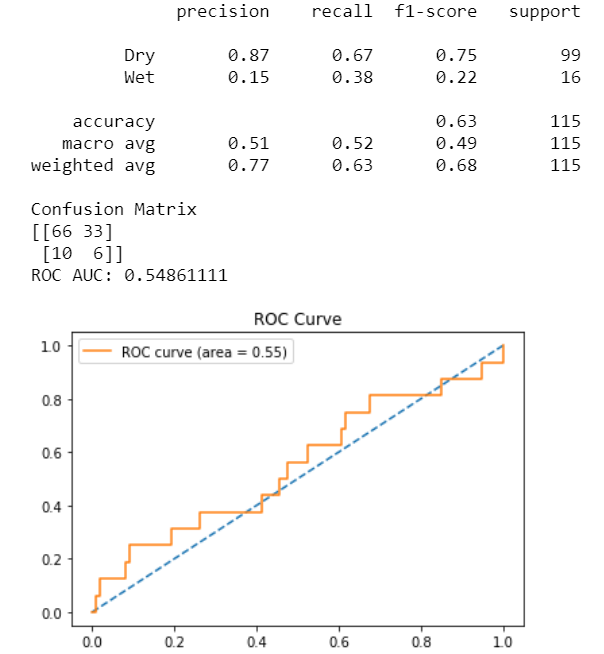 precision recall f1-score support
Dry 0.87 0.67 0.75 99
Wet 0.15 0.38 0.22 16
accuracy 0.63 115
macro avg 0.51 0.52 0.49 115
weighted avg 0.77 0.63 0.68 115
Confusion Matrix
[[66 33]
[10 6]]
ROC AUC: 0.54861111
ROC Curve
ROC curve (area = 0.55)
1.0
0.8
0.6
0.4
0.2
0.0
0.0 0.2 0.4 0.6 0.8 1.0